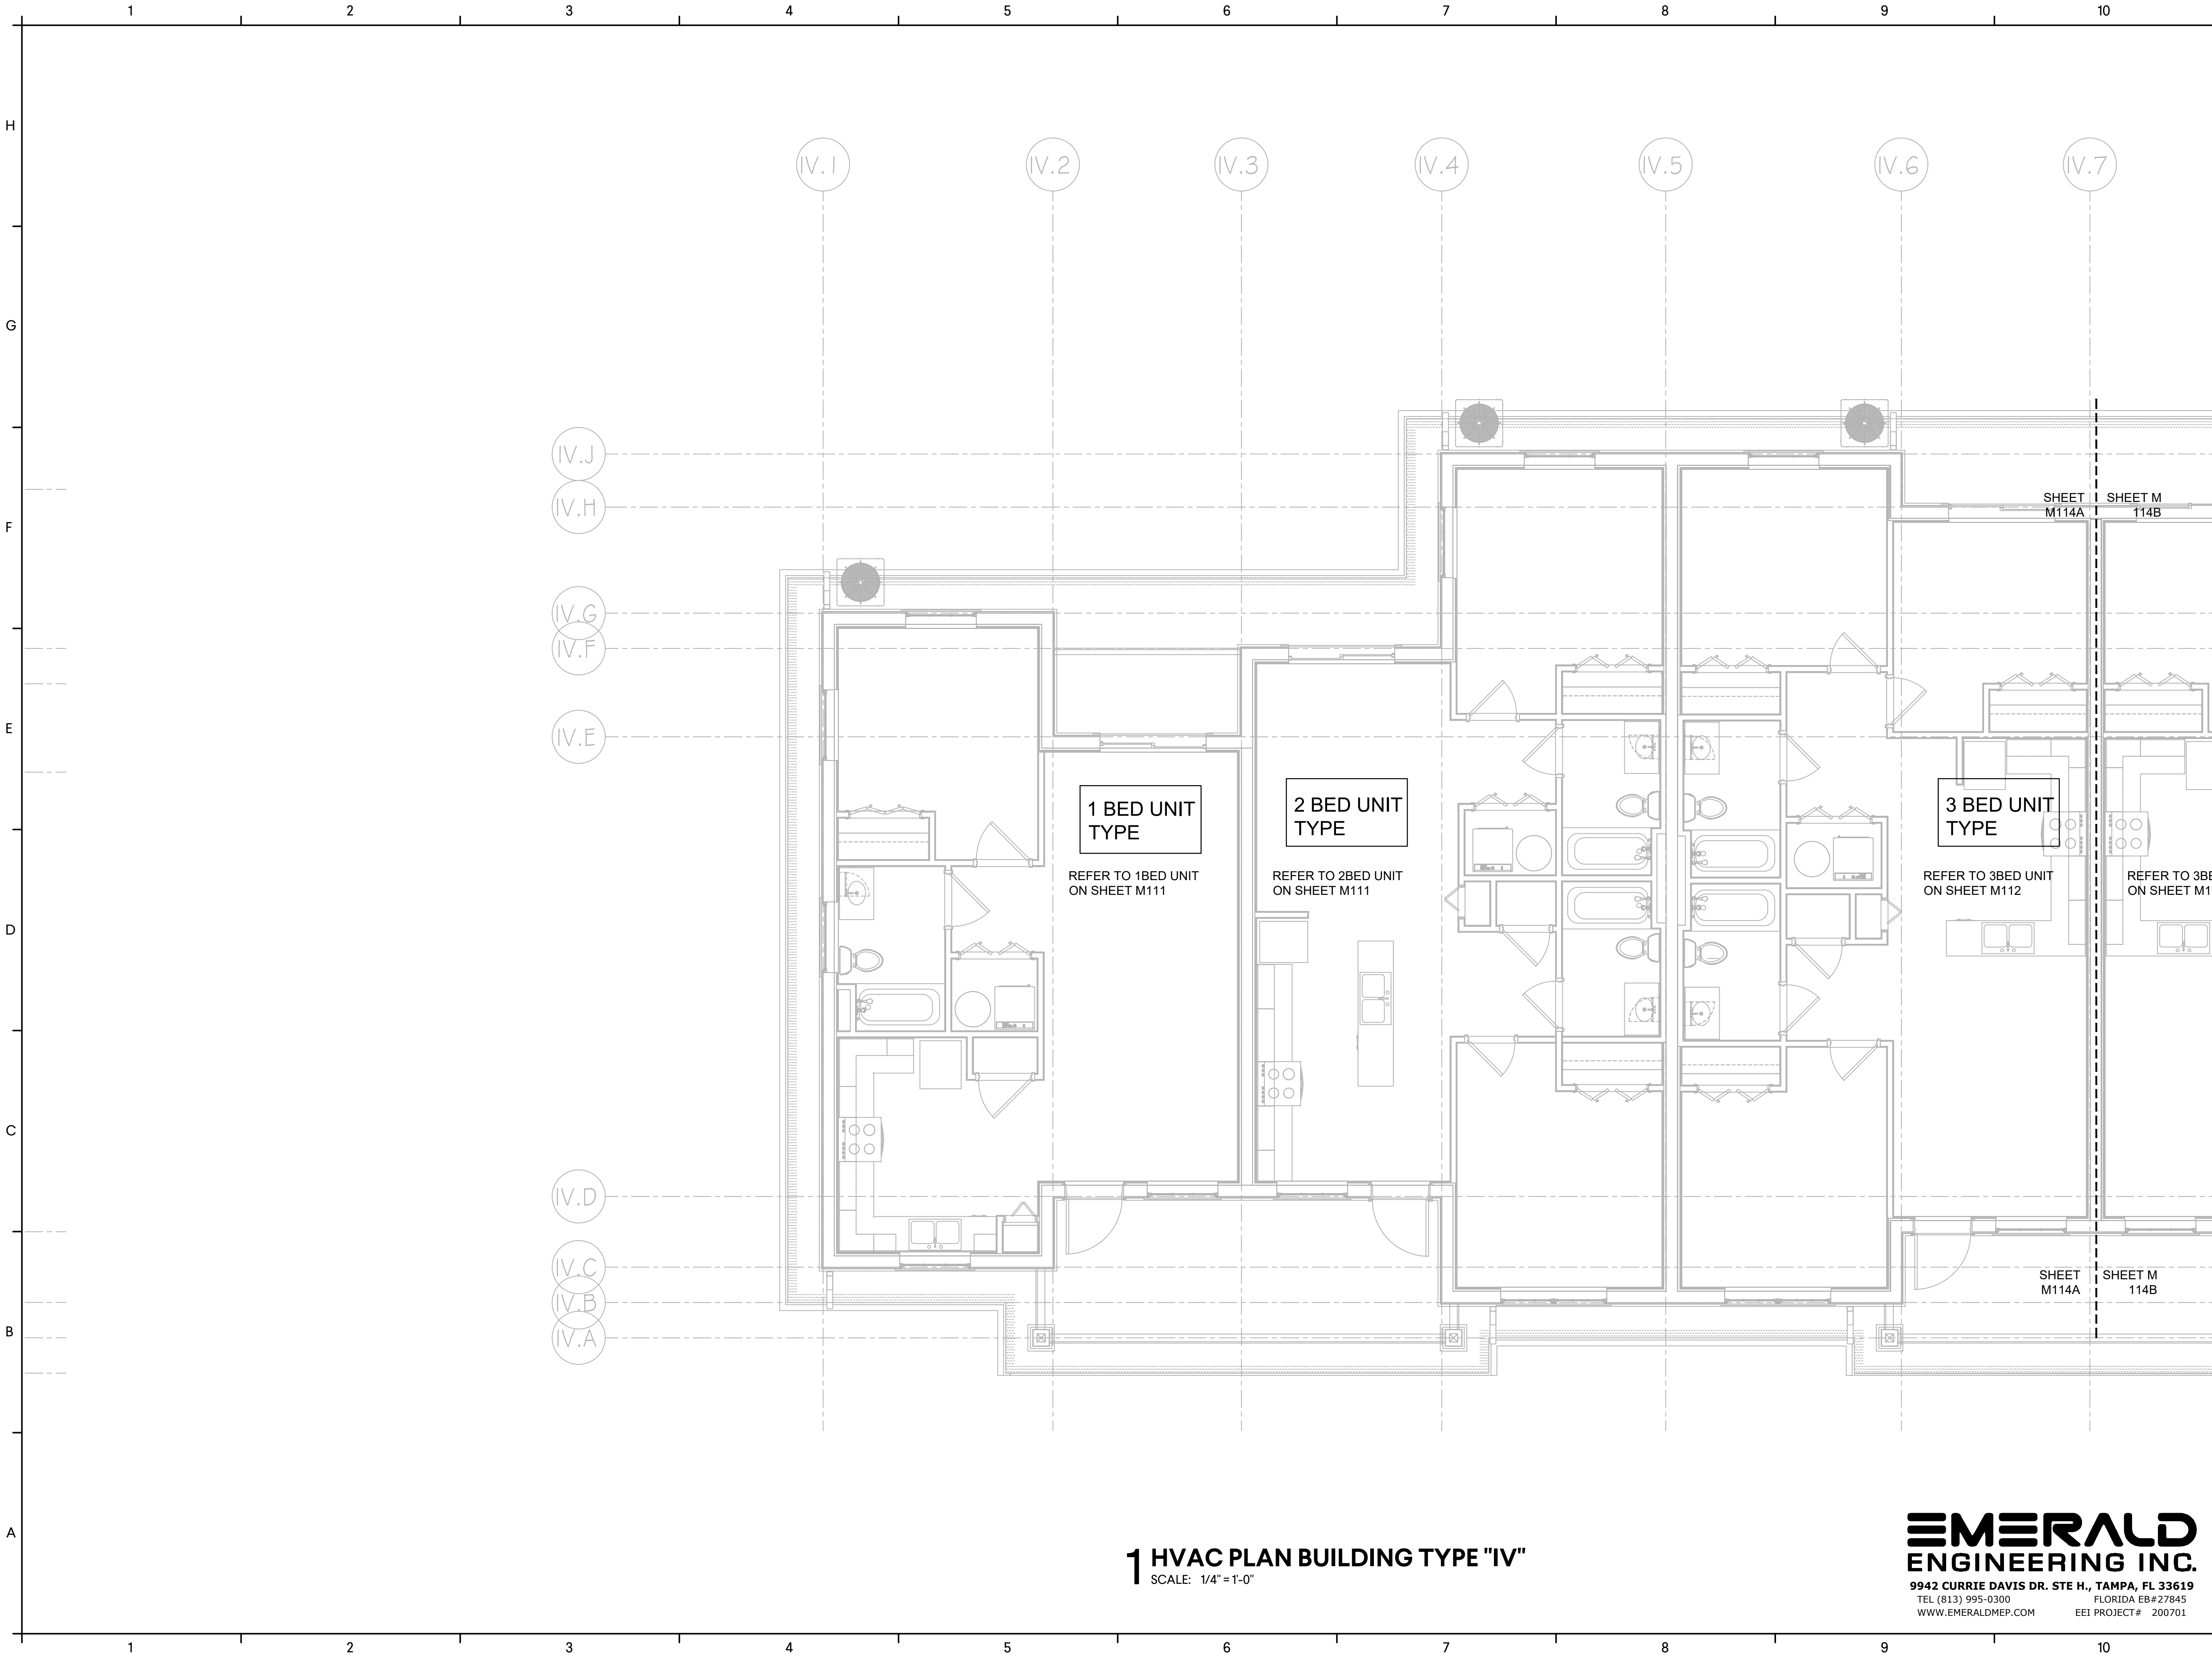 1 2 3 4 5 6 7 8 9 10
H
G
F
E
D
C
B
A
IV.1 IV.2 IV.3 IV.4 IV.5 IV.6 IV.7
IV.J
IV.H
IV.G
IV.F
IV.E
IV.D
IV.C
IV.B
IV.A
SHEET
M114A
SHEET M
114B
1 BED UNIT
TYPE
REFER TO 1BED UNIT
ON SHEET M111
2 BED UNIT
TYPE
REFER TO 2BED UNIT
ON SHEET M111
3 BED UNIT
TYPE
REFER TO 3BED UNIT
ON SHEET M112
REFER TO
ON SHEET
SHEET
M114A
SHEET M
114B
1 HVAC PLAN BUILDING TYPE "IV"
SCALE: 1/4" = 1'-0"
EMERALD
ENGINEERING INC.
9942 CURRIE DAVIS DR. STE H., TAMPA, FL 33619
TEL (813) 995-0300 FLORIDA EB#27845
WWW.EMERALDMEP.COM EEI PROJECT# 200701
1 2 3 4 5 6 7 8 9 10